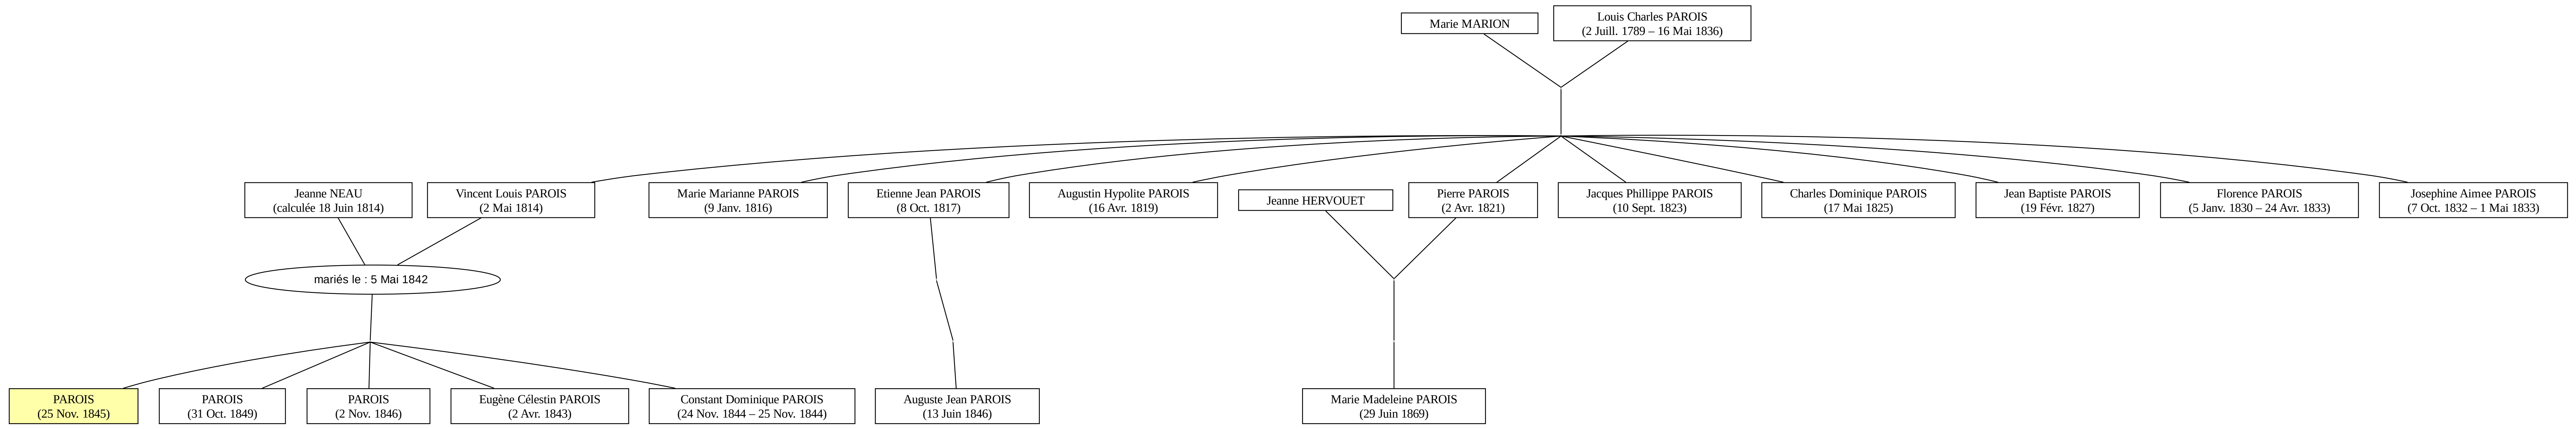 Marie MARION
Louis Charles PAROIS
(2 Juill. 1789 – 16 Mai 1836)
Jeanne NEAU
(calculée 18 Juin 1814)
Vincent Louis PAROIS
(2 Mai 1814)
Marie Marianne PAROIS
(9 Janv. 1816)
Etienne Jean PAROIS
(8 Oct. 1817)
Augustin Hypolite PAROIS
(16 Avr. 1819)
Jeanne HERVOUET
Pierre PAROIS
(2 Avr. 1821)
Jacques Phillippe PAROIS
(10 Sept. 1823)
Charles Dominique PAROIS
(17 Mai 1825)
Jean Baptiste PAROIS
(19 Févr. 1827)
Florence PAROIS
(5 Janv. 1830 – 24 Avr. 1833)
Josephine Aimee PAROIS
(7 Oct. 1832 – 1 Mai 1833)
mariés le : 5 Mai 1842
PAROIS
(25 Nov. 1845)
PAROIS
(31 Oct. 1849)
PAROIS
(2 Nov. 1846)
Eugène Célestin PAROIS
(2 Avr. 1843)
Constant Dominique PAROIS
(24 Nov. 1844 – 25 Nov. 1844)
Auguste Jean PAROIS
(13 Juin 1846)
Marie Madeleine PAROIS
(29 Juin 1869)